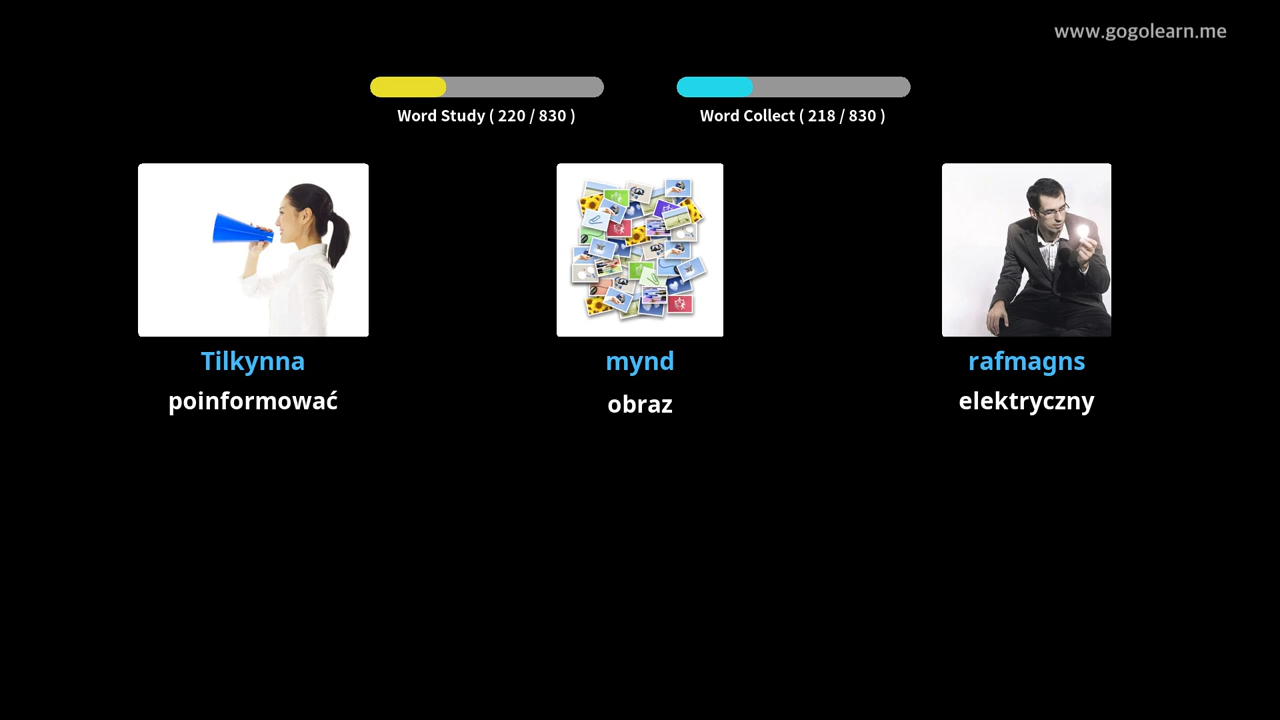 www.gogolearn.me
Word Study ( 220 / 830 )
Word Collect ( 218 / 830 )
Tilkynna
mynd
rafmagns
poinformować
obraz
elektryczny